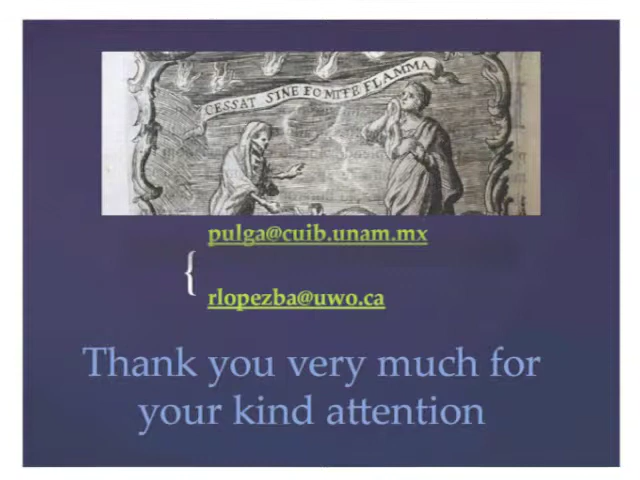 CESSAT SINE FOMITE FLAMMA
pulga@cuib.unam.mx
{
rlopezba@uwo.ca
Thank you very much for
your kind attention